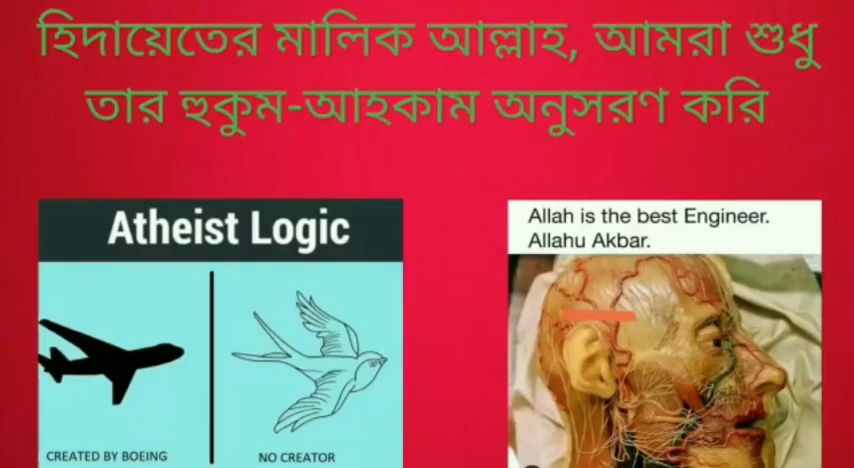 হিদায়েতের মালিক আল্লাহ, আমরা শুধু
তার হুকুম-আহকাম অনুসরণ করি
Atheist Logic
CREATED BY BOEING
NO CREATOR
Allah is the best Engineer.
Allahu Akbar.